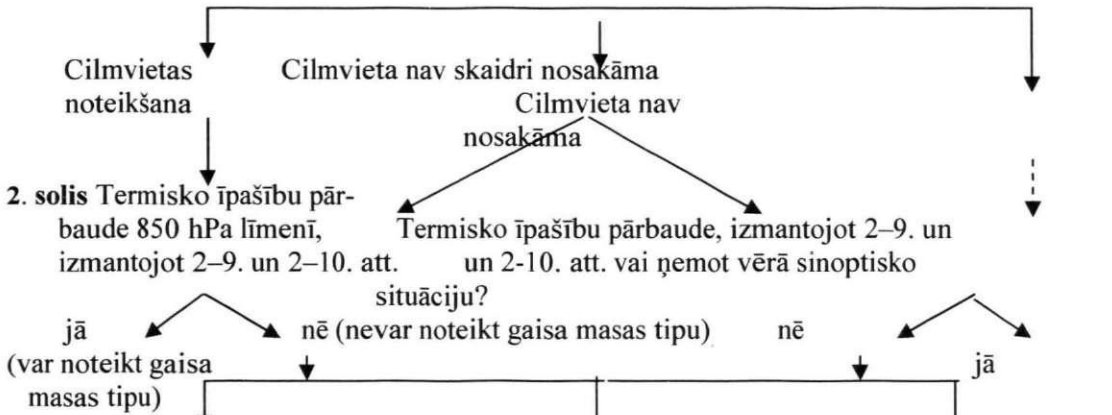 Cilmvietas
noteikšana
Cilmvieta nav skaidri nosakāma
Cilmvieta nav
nosakāma
2. solis Termisko īpašību pār-
baude 850 hPa līmenī,
izmantojot 2–9. un 2–10. att.
Termisko īpašību pārbaude, izmantojot 2–9. un
un 2-10. att. vai ņemot vērā sinoptisko
situāciju?
jā
(var noteikt gaisa
masas tipu)
nē (nevar noteikt gaisa masas tipu)
nē
jā